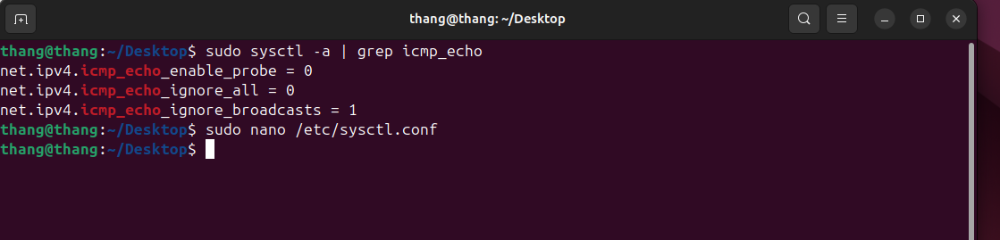 thang@thang: ~/Desktop
thang@thang:~/Desktop$ sudo sysctl -a | grep icmp_echo
net.ipv4.icmp_echo_enable_probe = 0
net.ipv4.icmp_echo_ignore_all = 0
net.ipv4.icmp_echo_ignore_broadcasts = 1
thang@thang:~/Desktop$ sudo nano /etc/sysctl.conf
thang@thang:~/Desktop$